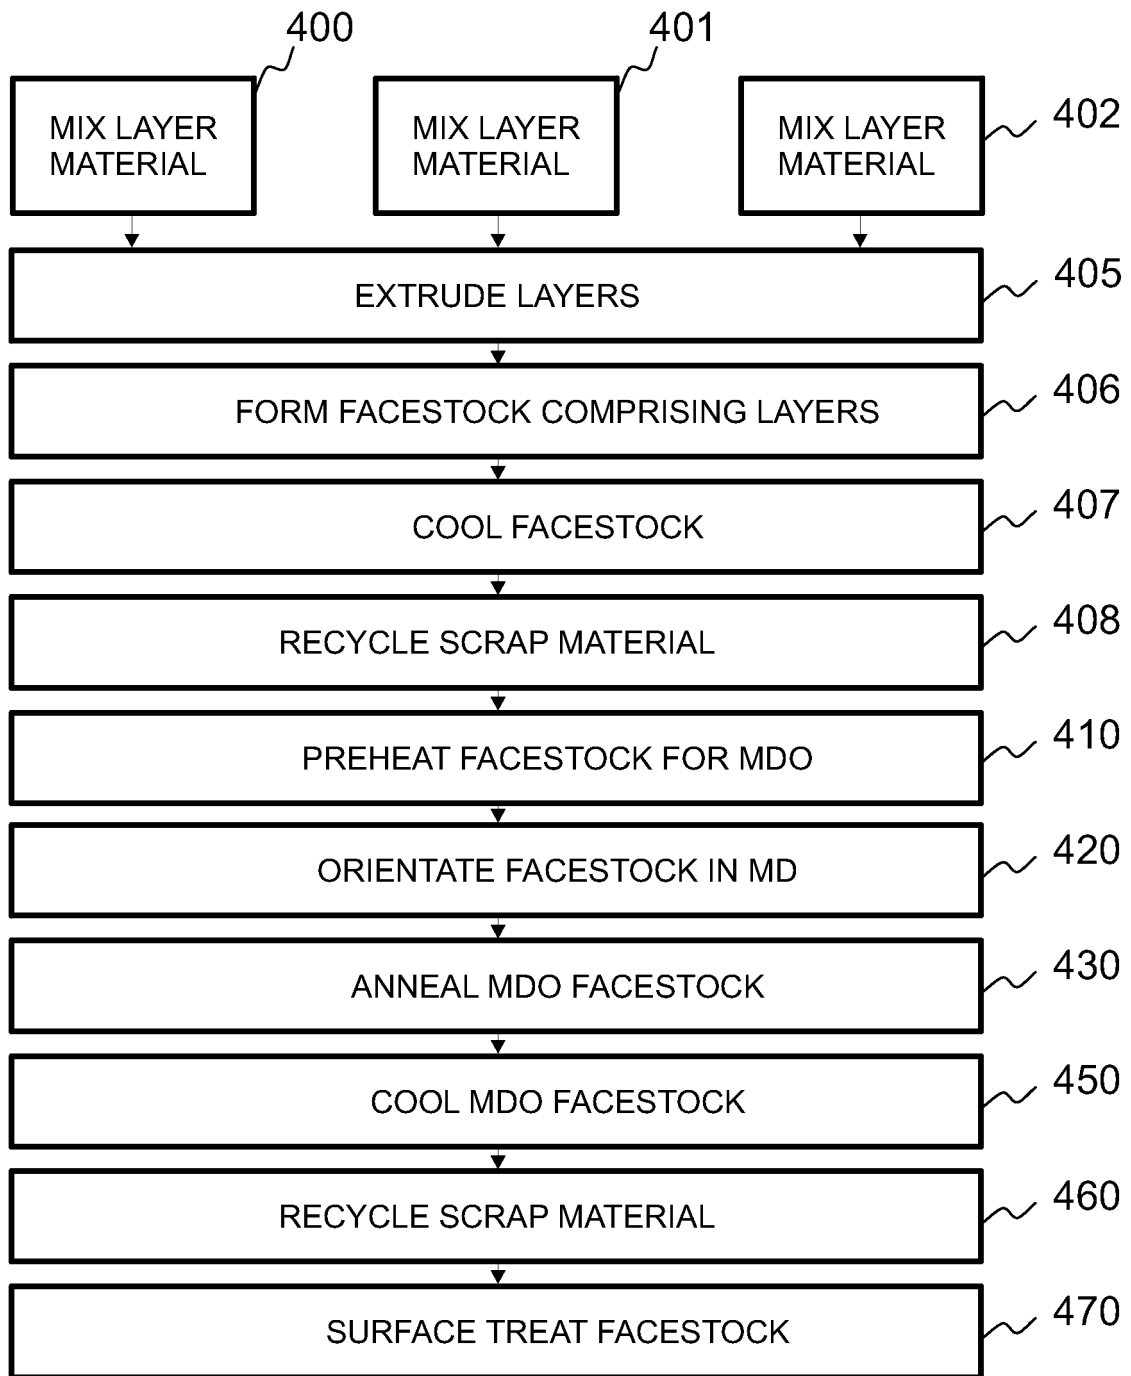 400
401
MIX LAYER
MATERIAL
MIX LAYER
MATERIAL
MIX LAYER
MATERIAL
402
EXTRUDE LAYERS
405
FORM FACESTOCK COMPRISING LAYERS
406
COOL FACESTOCK
407
RECYCLE SCRAP MATERIAL
408
PREHEAT FACESTOCK FOR MDO
410
ORIENTATE FACESTOCK IN MD
420
ANNEAL MDO FACESTOCK
430
COOL MDO FACESTOCK
450
RECYCLE SCRAP MATERIAL
460
SURFACE TREAT FACESTOCK
470